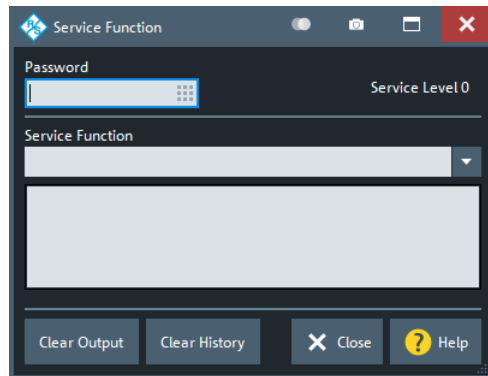 R&S
Service Function
Password
Service Level 0
Service Function
Clear Output
Clear History
Close
? Help